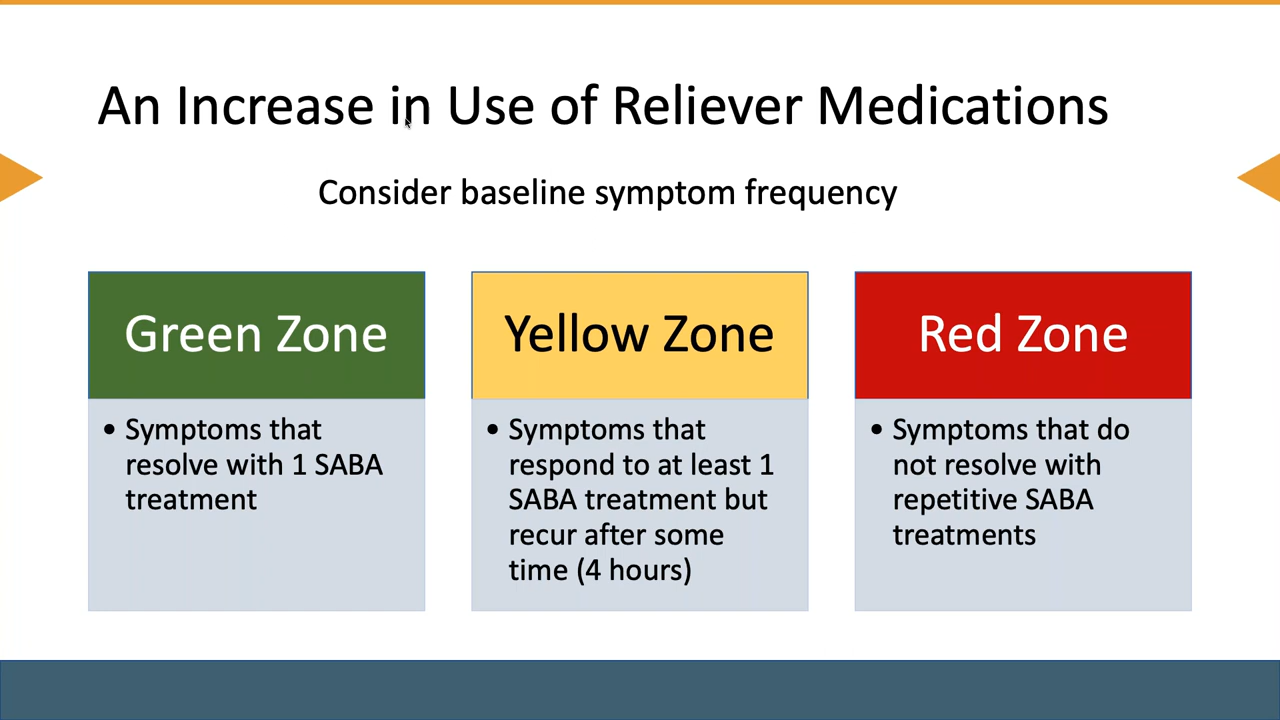 An Increase in Use of Reliever Medications
Consider baseline symptom frequency
Green Zone
• Symptoms that
resolve with 1 SABA
treatment
Yellow Zone
• Symptoms that
respond to at least 1
SABA treatment but
recur after some
time (4 hours)
Red Zone
• Symptoms that do
not resolve with
repetitive SABA
treatments